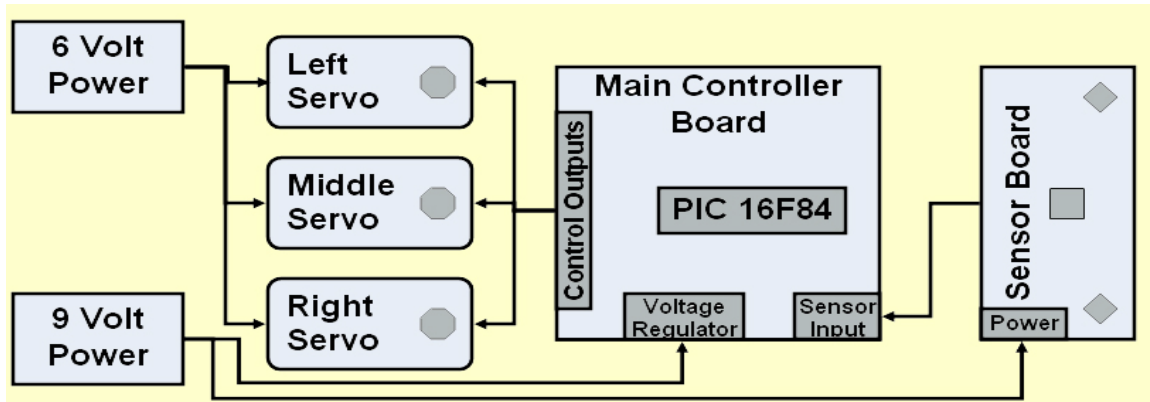 6 Volt
Power
Left
Servo
Middle
Servo
Right
Servo
9 Volt
Power
Main Controller
Board
Control Outputs
PIC 16F84
Voltage
Regulator
Sensor
Input
Sensor Board
Power